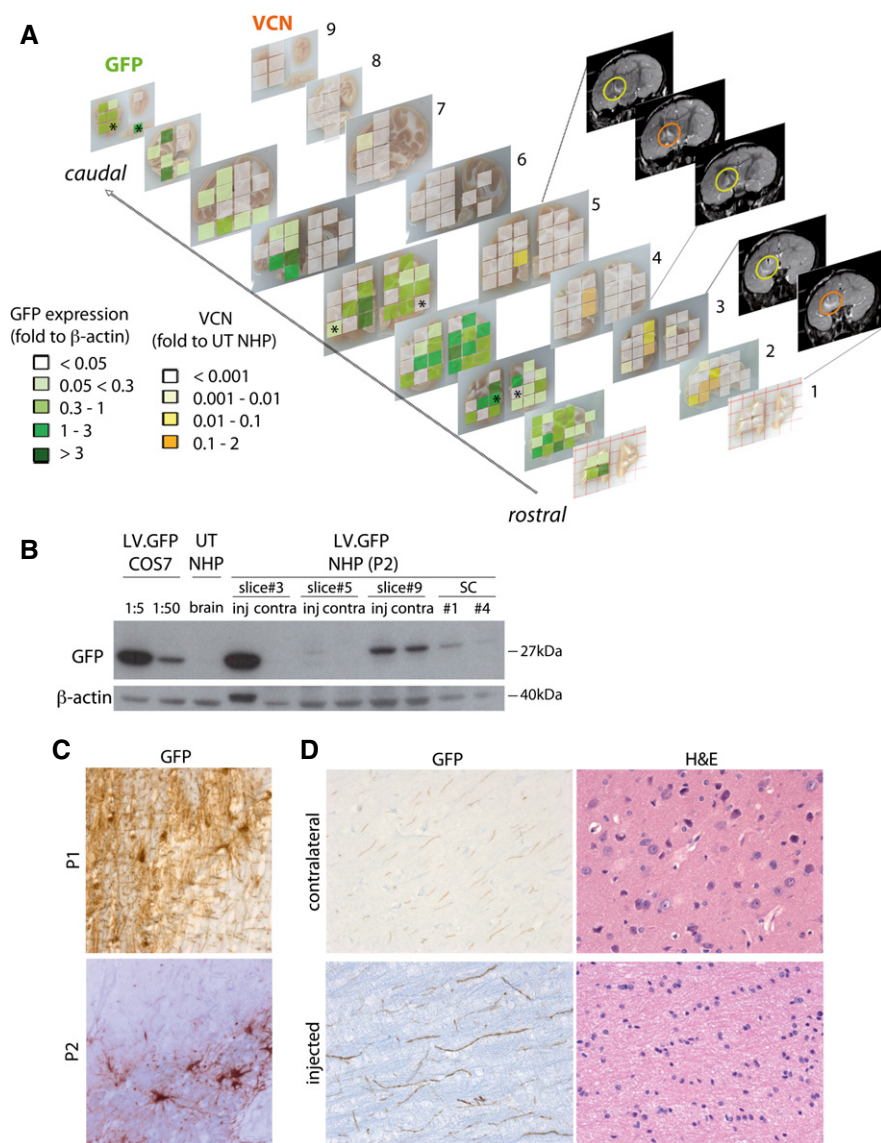 A
GFP
VCN
9
8
7
6
5
4
3
2
1
caudal
rostral
GFP expression
(fold to β-actin)
< 0.05
0.05 < 0.3
0.3 - 1
1 - 3
> 3
VCN
(fold to UT NHP)
< 0.001
0.001 - 0.01
0.01 - 0.1
0.1 - 2
* *
* *
* *
B
LV.GFP UT LV.GFP
COS7 NHP NHP (P2)
slice#3 slice#5 slice#9 SC
1:5 1:50 brain inj contra inj contra inj contra #1 #4
GFP
–27kDa
β-actin
–40kDa
C
GFP
P1
P2
D
GFP H&E
contralateral
injected